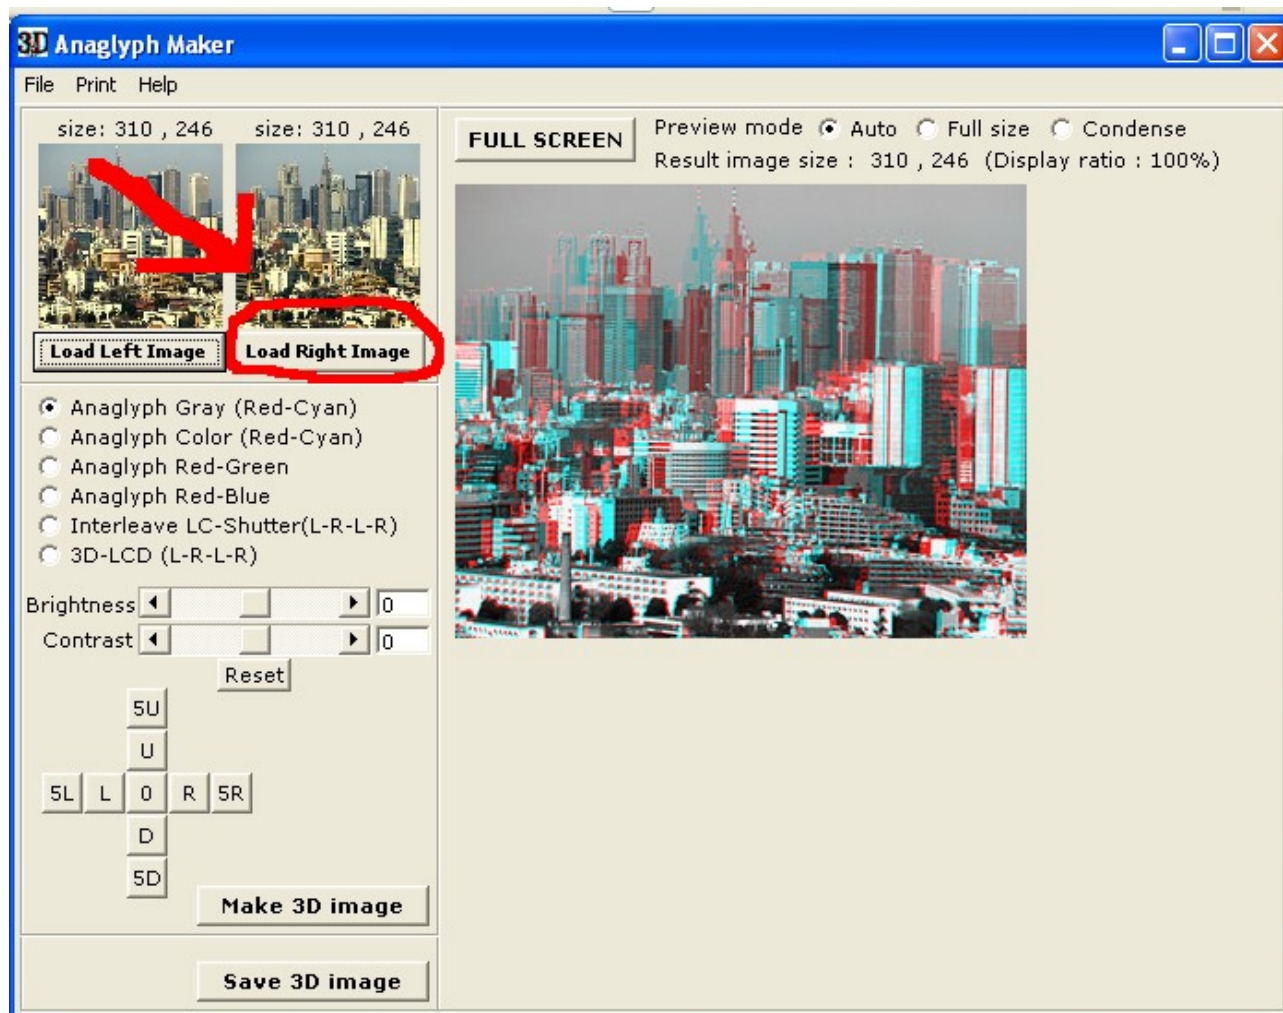 3D Anaglyph Maker
File Print Help
size: 310 , 246 size: 310 , 246
Load Left Image Load Right Image
FULL SCREEN
Preview mode Auto Full size Condense
Result image size : 310 , 246 (Display ratio : 100%)
Anaglyph Gray (Red-Cyan)
Anaglyph Color (Red-Cyan)
Anaglyph Red-Green
Anaglyph Red-Blue
Interleave LC-Shutter(L-R-L-R)
3D-LCD (L-R-L-R)
Brightness 0
Contrast 0
Reset
5U
U
5L L 0 R 5R
D
5D
Make 3D image
Save 3D image